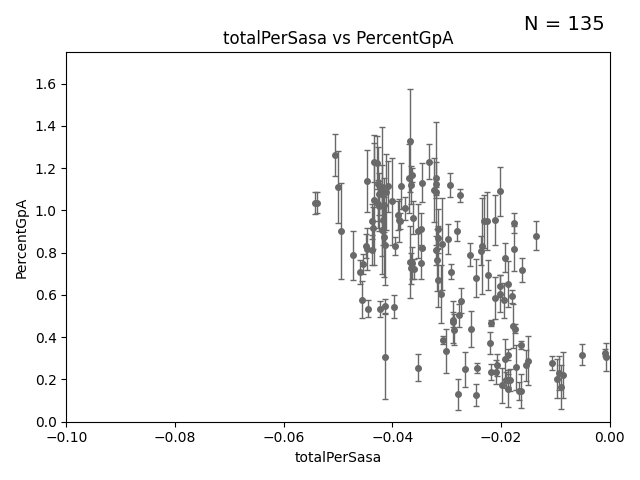 N = 135
totalPerSasa vs PercentGpA
PercentGpA
1.6
1.4
1.2
1.0
0.8
0.6
0.4
0.2
0.0
−0.10 −0.08 −0.06 −0.04 −0.02 0.00
totalPerSasa